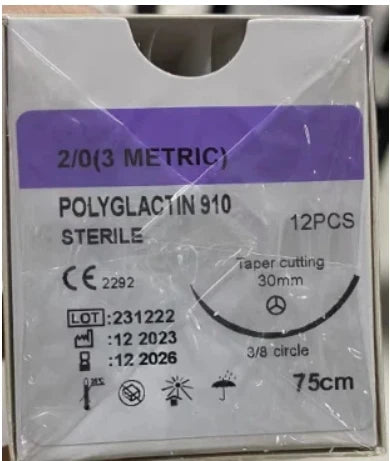 2/0(3 METRIC)
POLYGLACTIN 910
STERILE
12PCS
CE 2292
Taper cutting
30mm
LOT :231222
:12 2023
:12 2026
3/8 circle
75cm